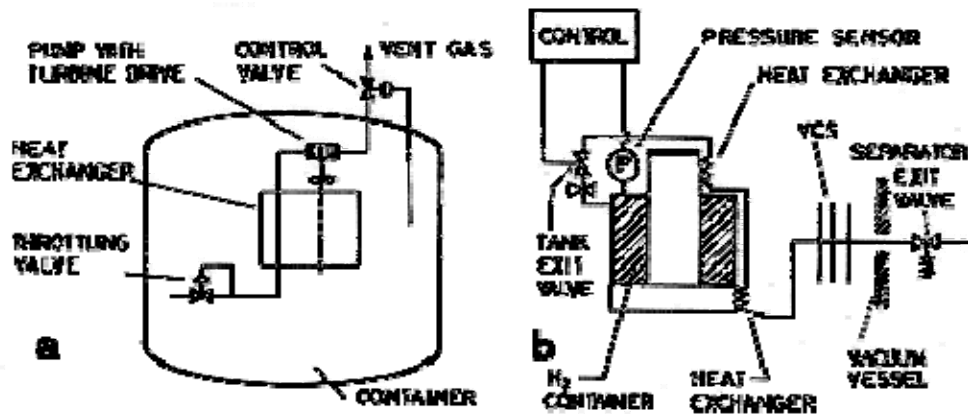 PUMP WITH
TURBINE DRIVE
CONTROL
VALVE
VENT GAS
HEAT
EXCHANGER
THROTTLING
VALVE
a
CONTAINER
CONTROL
PRESSURE SENSOR
HEAT EXCHANGER
VCS
SEPARATOR
EXIT
VALVE
P
TANK
EXIT
VALVE
b
H₂
CONTAINER
HEAT
EXCHANGER
VACUUM
VESSEL